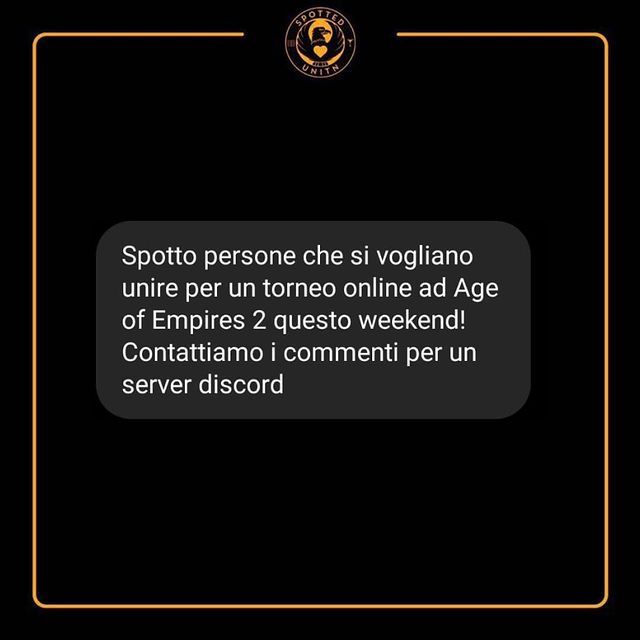 SPOTTED
UNITN
Spotto persone che si vogliano
unire per un torneo online ad Age
of Empires 2 questo weekend!
Contattiamo i commenti per un
server discord